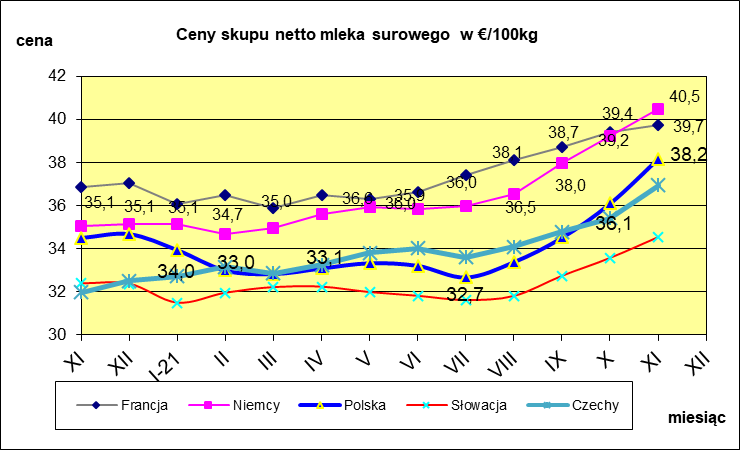 Ceny skupu netto mleka surowego w €/100kg
cena
42
40
38
36
34
32
30
35,1
35,1
35,1
34,7
35,0
36,0
36,0
35,9
36,0
36,5
38,0
39,2
40,5
38,1
38,7
39,4
39,7
34,0
33,0
33,1
32,7
36,1
38,2
XI
XII
I-21
II
III
IV
V
VI
VII
VIII
IX
X
XI
XII
Francja Niemcy Polska Słowacja Czechy
miesiąc